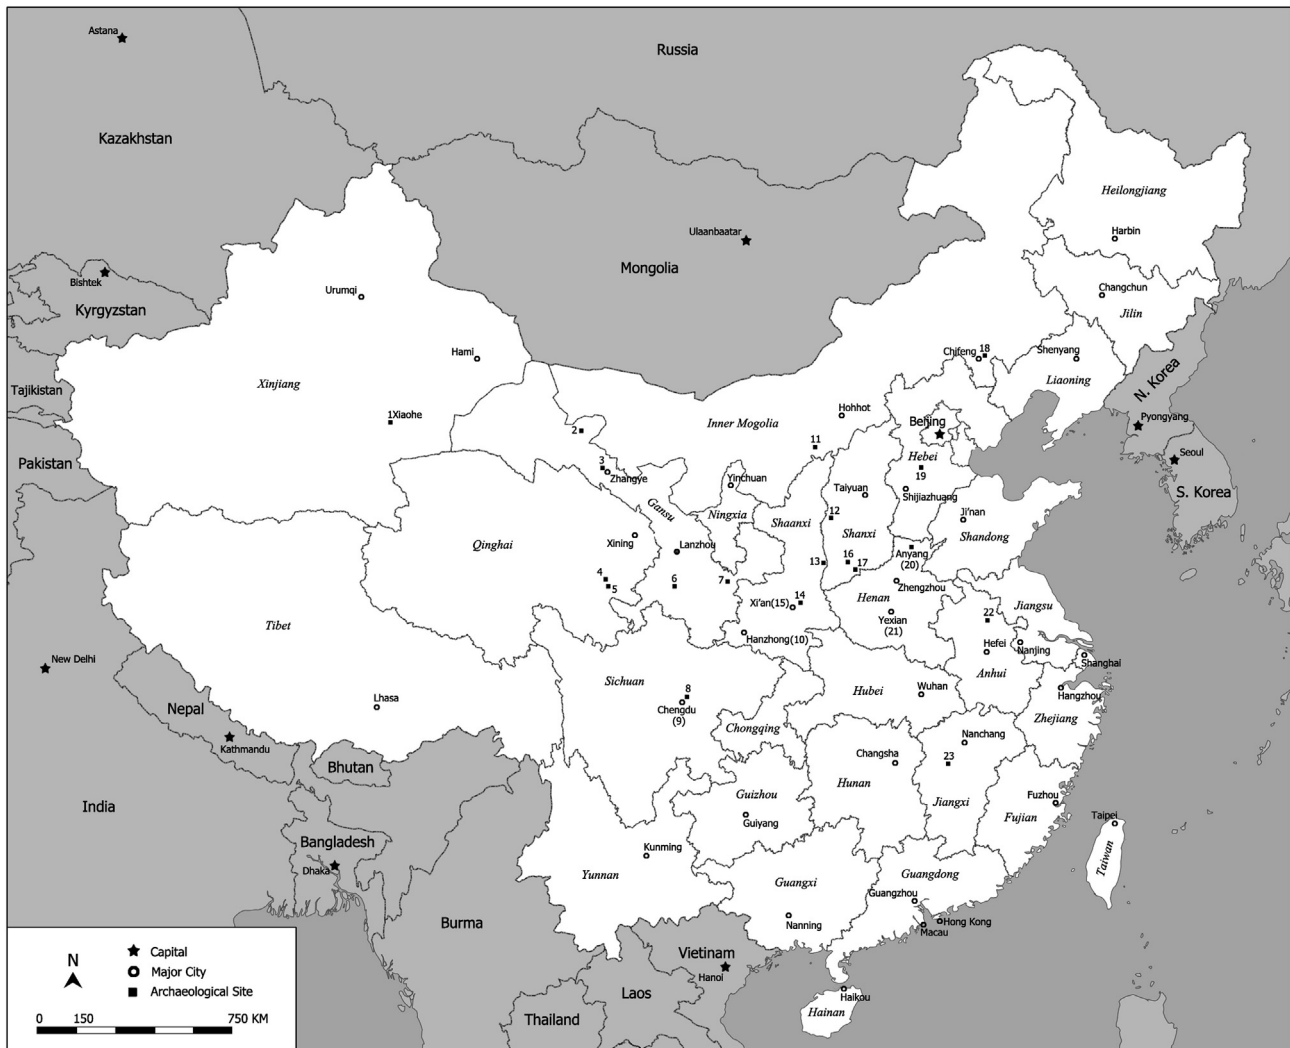 Astana
Russia
Kazakhstan
Heilongjiang
Ulaanbaatar
Harbin
Mongolia
Bishtek
Urumqi
Changchun
Kyrgyzstan
Jilin
Hami
Chifeng
18
Shenyang
Tajikistan
Xinjiang
Liaoning
N. Korea
1Xiaohe
Hohhot
Inner Mogolia
Beijing
Pyongyang
2
11
Hebei
Pakistan
3
19
Seoul
Zhangye
Yinchuan
Taiyuan
Shijiazhuang
S. Korea
Gansu
Ningxia
Shaanxi
12
Ji'nan
Shanxi
Shandong
Qinghai
Xining
Lanzhou
Anyang
(20)
16
17
13
4
5
6
7
Zhengzhou
14
Xi'an(15)
Henan
Jiangsu
22
Yexian
(21)
Tibet
Hanzhong(10)
Hefei
Nanjing
New Delhi
Shanghai
Sichuan
Anhui
8
Hubei
Wuhan
Hangzhou
Lhasa
Chengdu
(9)
Nepal
Zhejiang
Chongqing
Kathmandu
Nanchang
Changsha
23
Bhutan
Hunan
Guizhou
India
Jiangxi
Fuzhou
Guiyang
Fujian
Taipei
Bangladesh
Kunming
Taiwan
Dhaka
Yunnan
Guangxi
Guangdong
Guangzhou
Burma
Nanning
Hong Kong
Macau
Vietnam
Hanoi
Laos
Haikou
Hainan
Thailand
N
Capital
Major City
Archaeological Site
0 150 750 KM